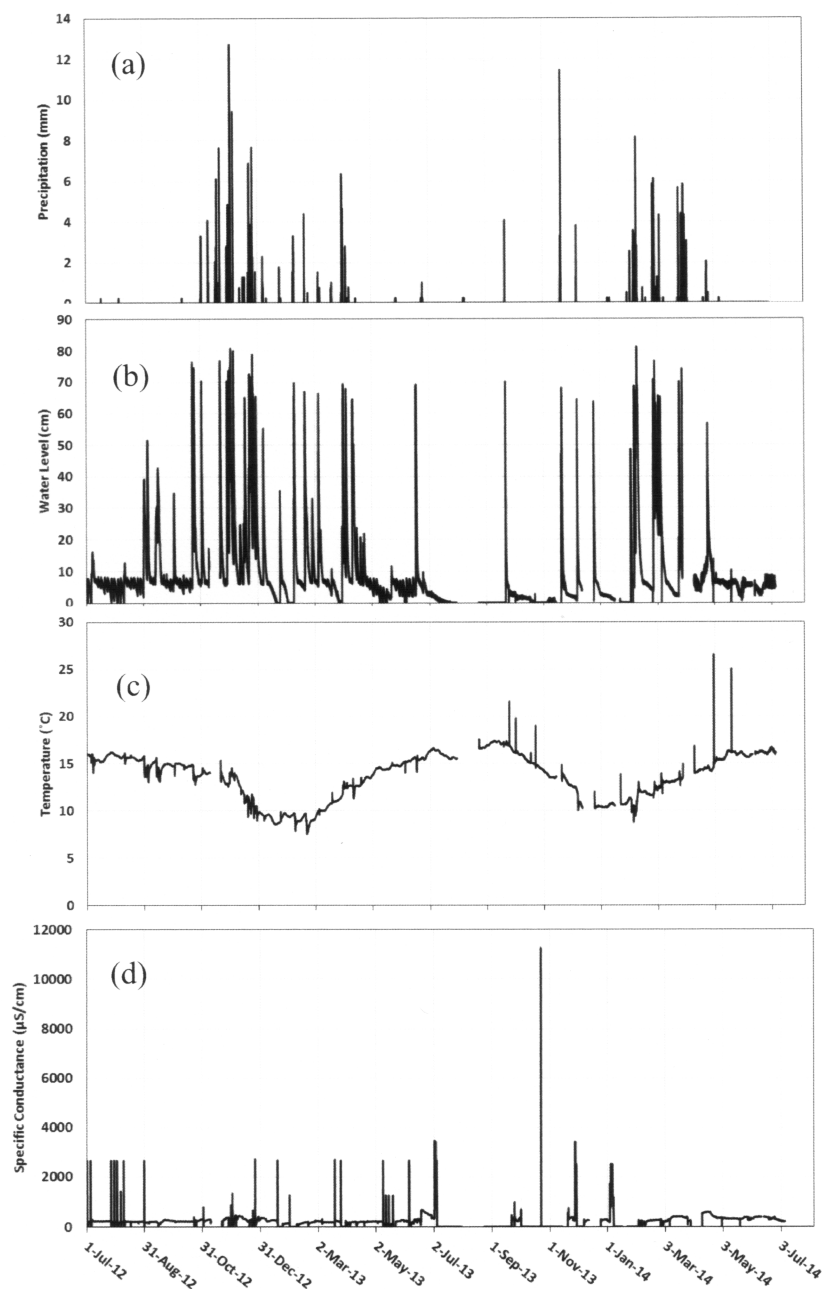 14
12
10
8
6
4
2
0
Precipitation (mm)
(a)
90
80
70
60
50
40
30
20
10
0
Water Level (cm)
(b)
30
25
20
15
10
5
0
Temperature (˚C)
(c)
12000
10000
8000
6000
4000
2000
0
Specific Conductance (µS/cm)
(d)
1-Jul-12
31-Aug-12
31-Oct-12
31-Dec-12
2-Mar-13
2-May-13
2-Jul-13
1-Sep-13
1-Nov-13
1-Jan-14
3-Mar-14
3-May-14
3-Jul-14